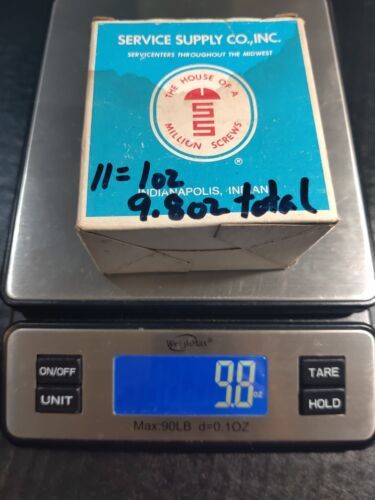 SERVICE SUPPLY CO., INC.
SERVICENTERS THROUGHOUT THE MIDWEST
THE HOUSE OF A
SS
MILLION SCREWS
®
11=1oz
INDIANAPOLIS, INDIAN
9.8oz total
ON/OFF
UNIT
9.8 oz
TARE
HOLD
Max:90LB d=0.1OZ